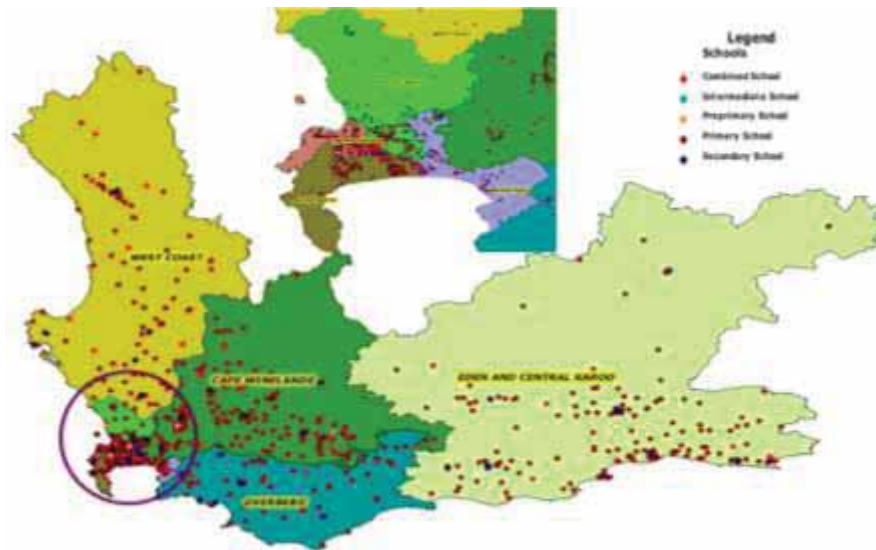 Legend
Schools
Combined School
Intermediate School
Preprimary School
Primary School
Secondary School
WEST COAST
CAPE WINELANDS
EDEN AND CENTRAL KAROO
OVERBERG